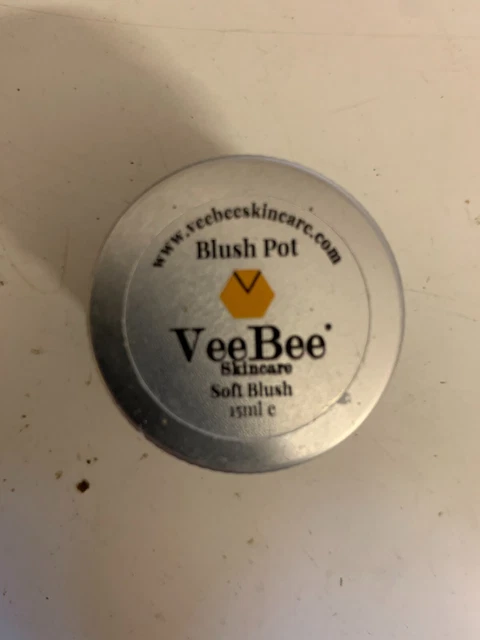 www.veebeeskincare.com
Blush Pot
VeeBee
Skincare
Soft Blush
15ml e